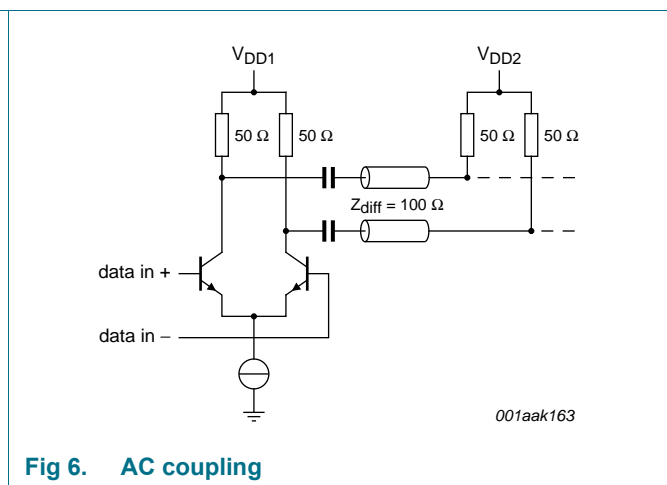 VDD1
VDD2
50 Ω 50 Ω
50 Ω 50 Ω
Zdiff = 100 Ω
data in +
data in −
001aak163
Fig 6. AC coupling